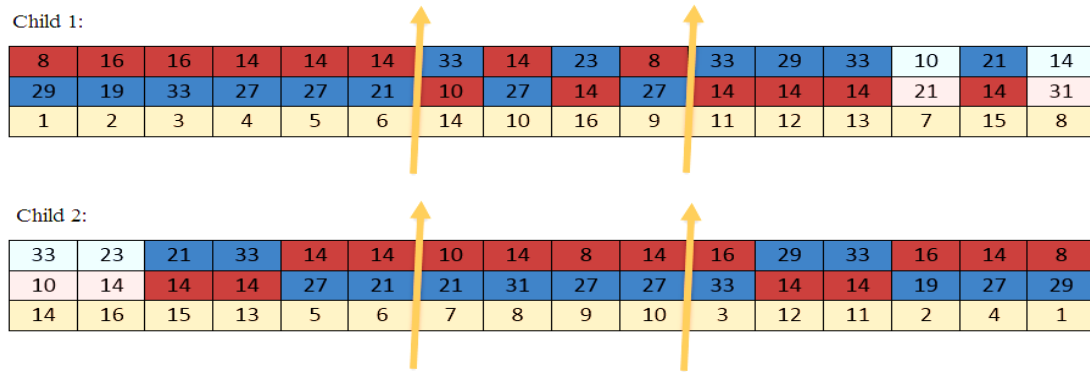 Child 1:
8 16 16 14 14 14 33 14 23 8 33 29 33 10 21 14
29 19 33 27 27 21 10 27 14 27 14 14 14 21 14 31
1 2 3 4 5 6 14 10 16 9 11 12 13 7 15 8
Child 2:
33 23 21 33 14 14 10 14 8 14 16 29 33 16 14 8
10 14 14 14 27 21 21 31 27 27 33 14 14 19 27 29
14 16 15 13 5 6 7 8 9 10 3 12 11 2 4 1